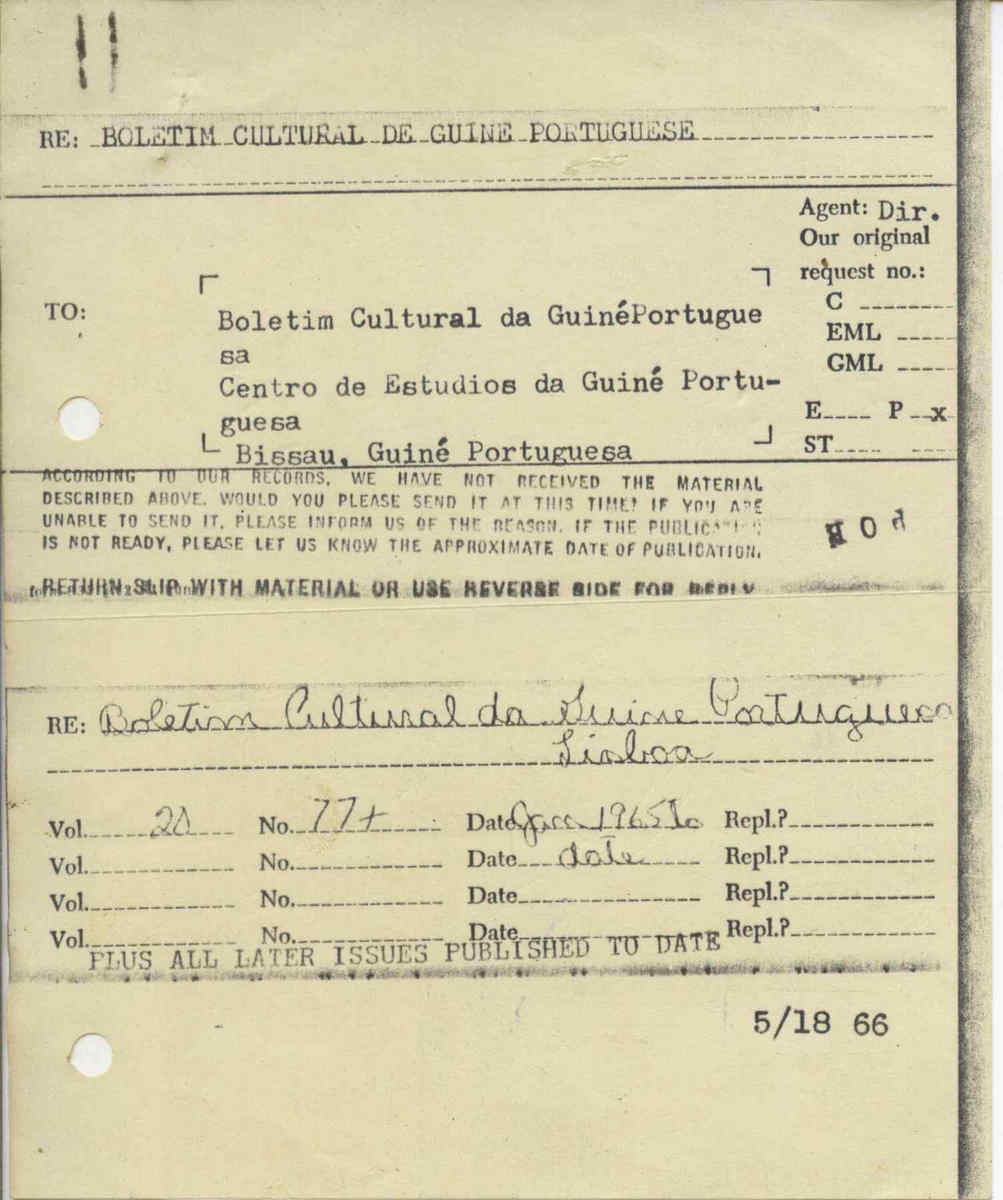 RE: BOLETIM CULTURAL DE GUINE PORTUGUESE
Agent: Dir.
Our original
request no.:
TO:
C
Boletim Cultural da GuinéPortugue
EML
sa
GML
Centro de Estudios da Guiné Portu-
guesa
E P x
Bissau, Guiné Portuguesa
ST
ACCORDING TO OUR RECORDS, WE HAVE NOT RECEIVED THE MATERIAL
DESCRIBED ABOVE. WOULD YOU PLEASE SEND IT AT THIS TIME? IF YOU ARE
UNABLE TO SEND IT, PLEASE INFORM US OF THE REASON. IF THE PUBLICATION
IS NOT READY, PLEASE LET US KNOW THE APPROXIMATE DATE OF PUBLICATION.
RETURN SLIP WITH MATERIAL OR USE REVERSE SIDE FOR REPLY
RE: Boletim Cultural da Guine Portuguesa
Lisboa
Vol. 20 No. 77+ Date Jan 1965 to Repl.?
Vol. No. Date date Repl.?
Vol. No. Date Repl.?
Vol. No. Date Repl.?
PLUS ALL LATER ISSUES PUBLISHED TO DATE
5/18 66